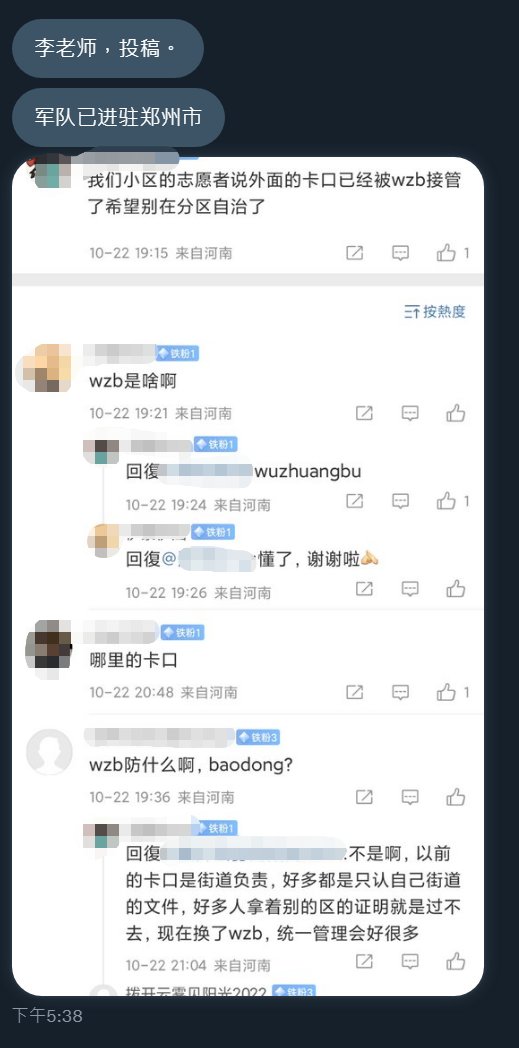 李老师，投稿。
军队已进驻郑州市
我们小区的志愿者说外面的卡口已经被wzb接管
了希望别在分区自治了
10-22 19:15 来自河南
1
按熱度
铁粉1
wzb是啥啊
10-22 19:21 来自河南
铁粉1
回復 wuzhuangbu
10-22 19:24 来自河南
1
铁粉1
回復@ 懂了，谢谢啦
10-22 19:26 来自河南
铁粉1
哪里的卡口
10-22 20:48 来自河南
1
铁粉3
wzb防什么啊, baodong?
10-22 19:36 来自河南
铁粉1
回復 不是啊，以前
的卡口是街道负责，好多都是只认自己街道
的文件，好多人拿着别的区的证明就是过不
去，现在换了wzb，统一管理会好很多
10-22 21:04 来自河南
拨开云雾见阳光2022 铁粉3
下午5:38